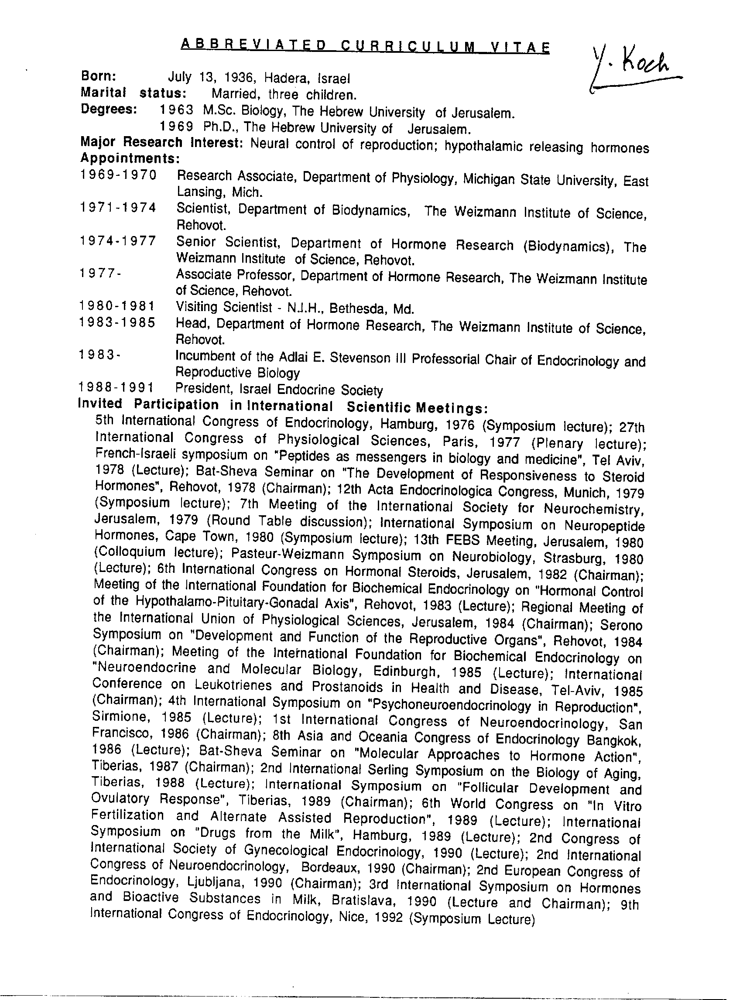 ABBREVIATED CURRICULUM VITAE
Y. Koch
Born: July 13, 1936, Hadera, Israel
Marital status: Married, three children.
Degrees: 1963 M.Sc. Biology, The Hebrew University of Jerusalem.
1969 Ph.D., The Hebrew University of Jerusalem.
Major Research Interest: Neural control of reproduction; hypothalamic releasing hormones
Appointments:
1969-1970 Research Associate, Department of Physiology, Michigan State University, East
Lansing, Mich.
1971-1974 Scientist, Department of Biodynamics, The Weizmann Institute of Science,
Rehovot.
1974-1977 Senior Scientist, Department of Hormone Research (Biodynamics), The
Weizmann Institute of Science, Rehovot.
1977- Associate Professor, Department of Hormone Research, The Weizmann Institute
of Science, Rehovot.
1980-1981 Visiting Scientist - N.I.H., Bethesda, Md.
1983-1985 Head, Department of Hormone Research, The Weizmann Institute of Science,
Rehovot.
1983- Incumbent of the Adlai E. Stevenson III Professorial Chair of Endocrinology and
Reproductive Biology
1988-1991 President, Israel Endocrine Society
Invited Participation in International Scientific Meetings:
5th International Congress of Endocrinology, Hamburg, 1976 (Symposium lecture); 27th
International Congress of Physiological Sciences, Paris, 1977 (Plenary lecture);
French-Israeli symposium on "Peptides as messengers in biology and medicine", Tel Aviv,
1978 (Lecture); Bat-Sheva Seminar on "The Development of Responsiveness to Steroid
Hormones", Rehovot, 1978 (Chairman); 12th Acta Endocrinologica Congress, Munich, 1979
(Symposium lecture); 7th Meeting of the International Society for Neurochemistry,
Jerusalem, 1979 (Round Table discussion); International Symposium on Neuropeptide
Hormones, Cape Town, 1980 (Symposium lecture); 13th FEBS Meeting, Jerusalem, 1980
(Colloquium lecture); Pasteur-Weizmann Symposium on Neurobiology, Strasburg, 1980
(Lecture); 6th International Congress on Hormonal Steroids, Jerusalem, 1982 (Chairman);
Meeting of the International Foundation for Biochemical Endocrinology on "Hormonal Control
of the Hypothalamo-Pituitary-Gonadal Axis", Rehovot, 1983 (Lecture); Regional Meeting of
the International Union of Physiological Sciences, Jerusalem, 1984 (Chairman); Serono
Symposium on "Development and Function of the Reproductive Organs", Rehovot, 1984
(Chairman); Meeting of the International Foundation for Biochemical Endocrinology on
"Neuroendocrine and Molecular Biology, Edinburgh, 1985 (Lecture); International
Conference on Leukotrienes and Prostanoids in Health and Disease, Tel-Aviv, 1985
(Chairman); 4th International Symposium on "Psychoneuroendocrinology in Reproduction",
Sirmione, 1985 (Lecture); 1st International Congress of Neuroendocrinology, San
Francisco, 1986 (Chairman); 8th Asia and Oceania Congress of Endocrinology Bangkok,
1986 (Lecture); Bat-Sheva Seminar on "Molecular Approaches to Hormone Action",
Tiberias, 1987 (Chairman); 2nd International Serling Symposium on the Biology of Aging,
Tiberias, 1988 (Lecture); International Symposium on "Follicular Development and
Ovulatory Response", Tiberias, 1989 (Chairman); 6th World Congress on "In Vitro
Fertilization and Alternate Assisted Reproduction", 1989 (Lecture); International
Symposium on "Drugs from the Milk", Hamburg, 1989 (Lecture); 2nd Congress of
International Society of Gynecological Endocrinology, 1990 (Lecture); 2nd International
Congress of Neuroendocrinology, Bordeaux, 1990 (Chairman); 2nd European Congress of
Endocrinology, Ljubljana, 1990 (Chairman); 3rd International Symposium on Hormones
and Bioactive Substances in Milk, Bratislava, 1990 (Lecture and Chairman); 9th
International Congress of Endocrinology, Nice, 1992 (Symposium Lecture)